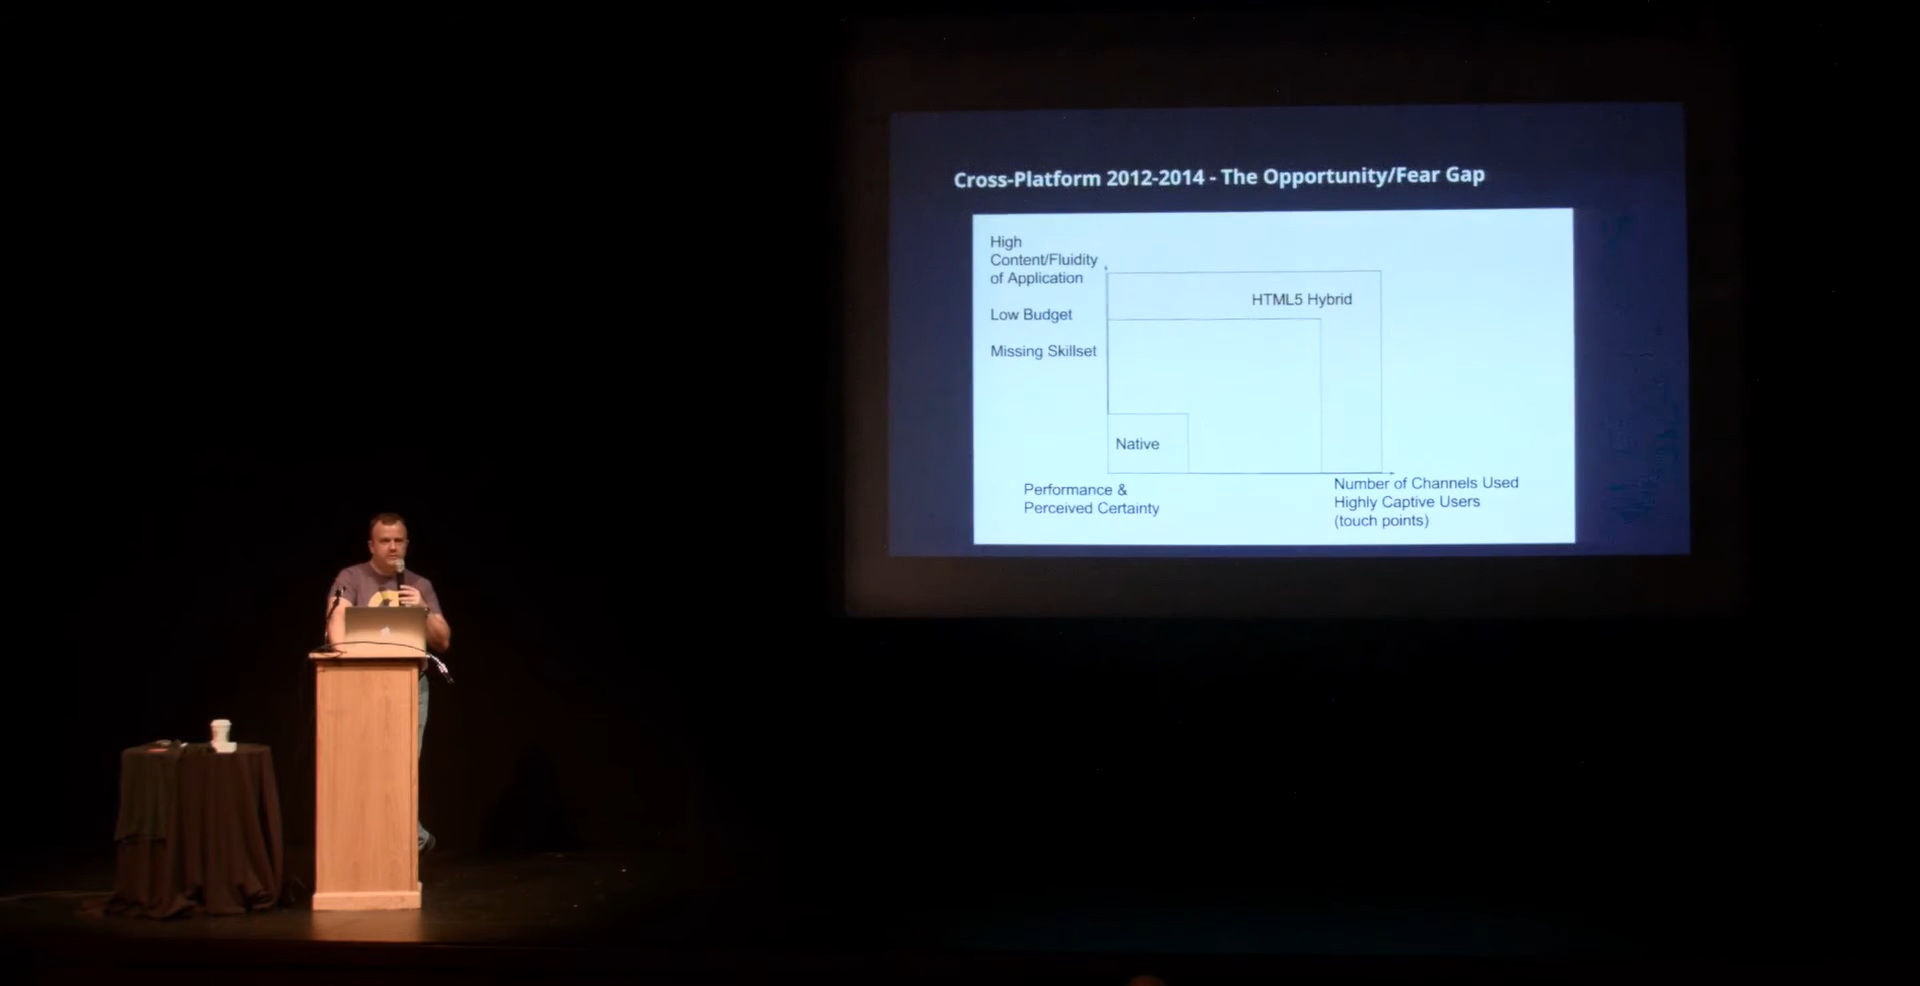 Cross-Platform 2012-2014 - The Opportunity/Fear Gap
High
Content/Fluidity
of Application
Low Budget
Missing Skillset
HTML5 Hybrid
Native
Performance &
Perceived Certainty
Number of Channels Used
Highly Captive Users
(touch points)